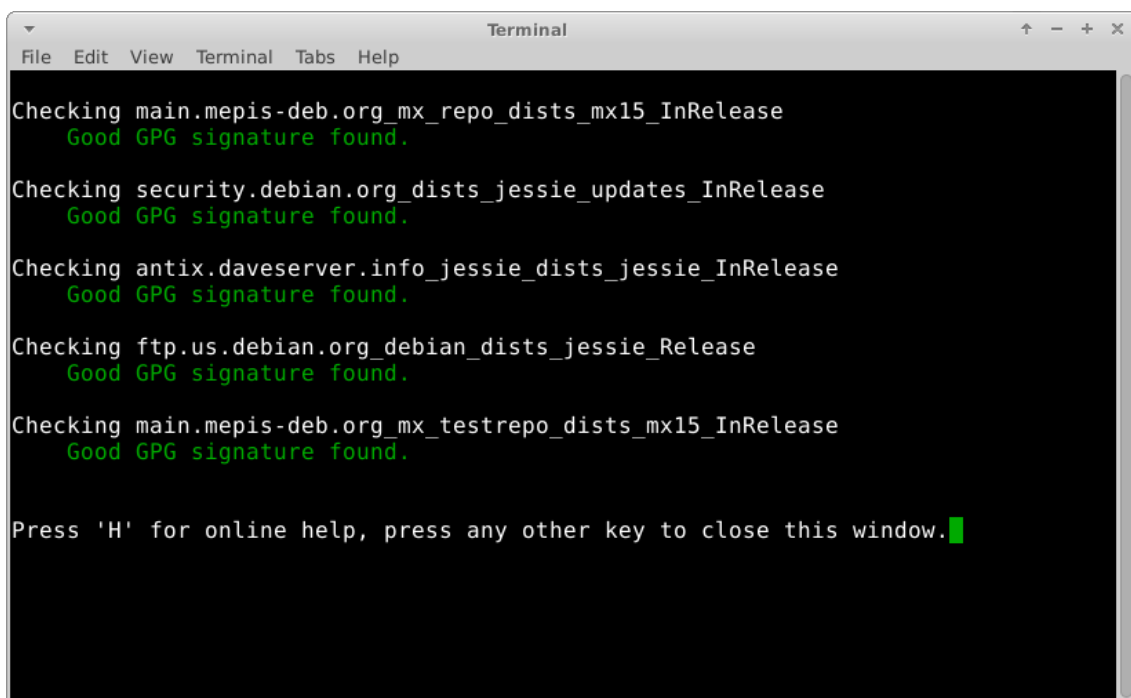 Terminal
File Edit View Terminal Tabs Help
Checking main.mepis-deb.org_mx_repo_dists_mx15_InRelease
Good GPG signature found.
Checking security.debian.org_dists_jessie_updates_InRelease
Good GPG signature found.
Checking antix.daveserver.info_jessie_dists_jessie_InRelease
Good GPG signature found.
Checking ftp.us.debian.org_debian_dists_jessie_Release
Good GPG signature found.
Checking main.mepis-deb.org_mx_testrepo_dists_mx15_InRelease
Good GPG signature found.
Press 'H' for online help, press any other key to close this window.